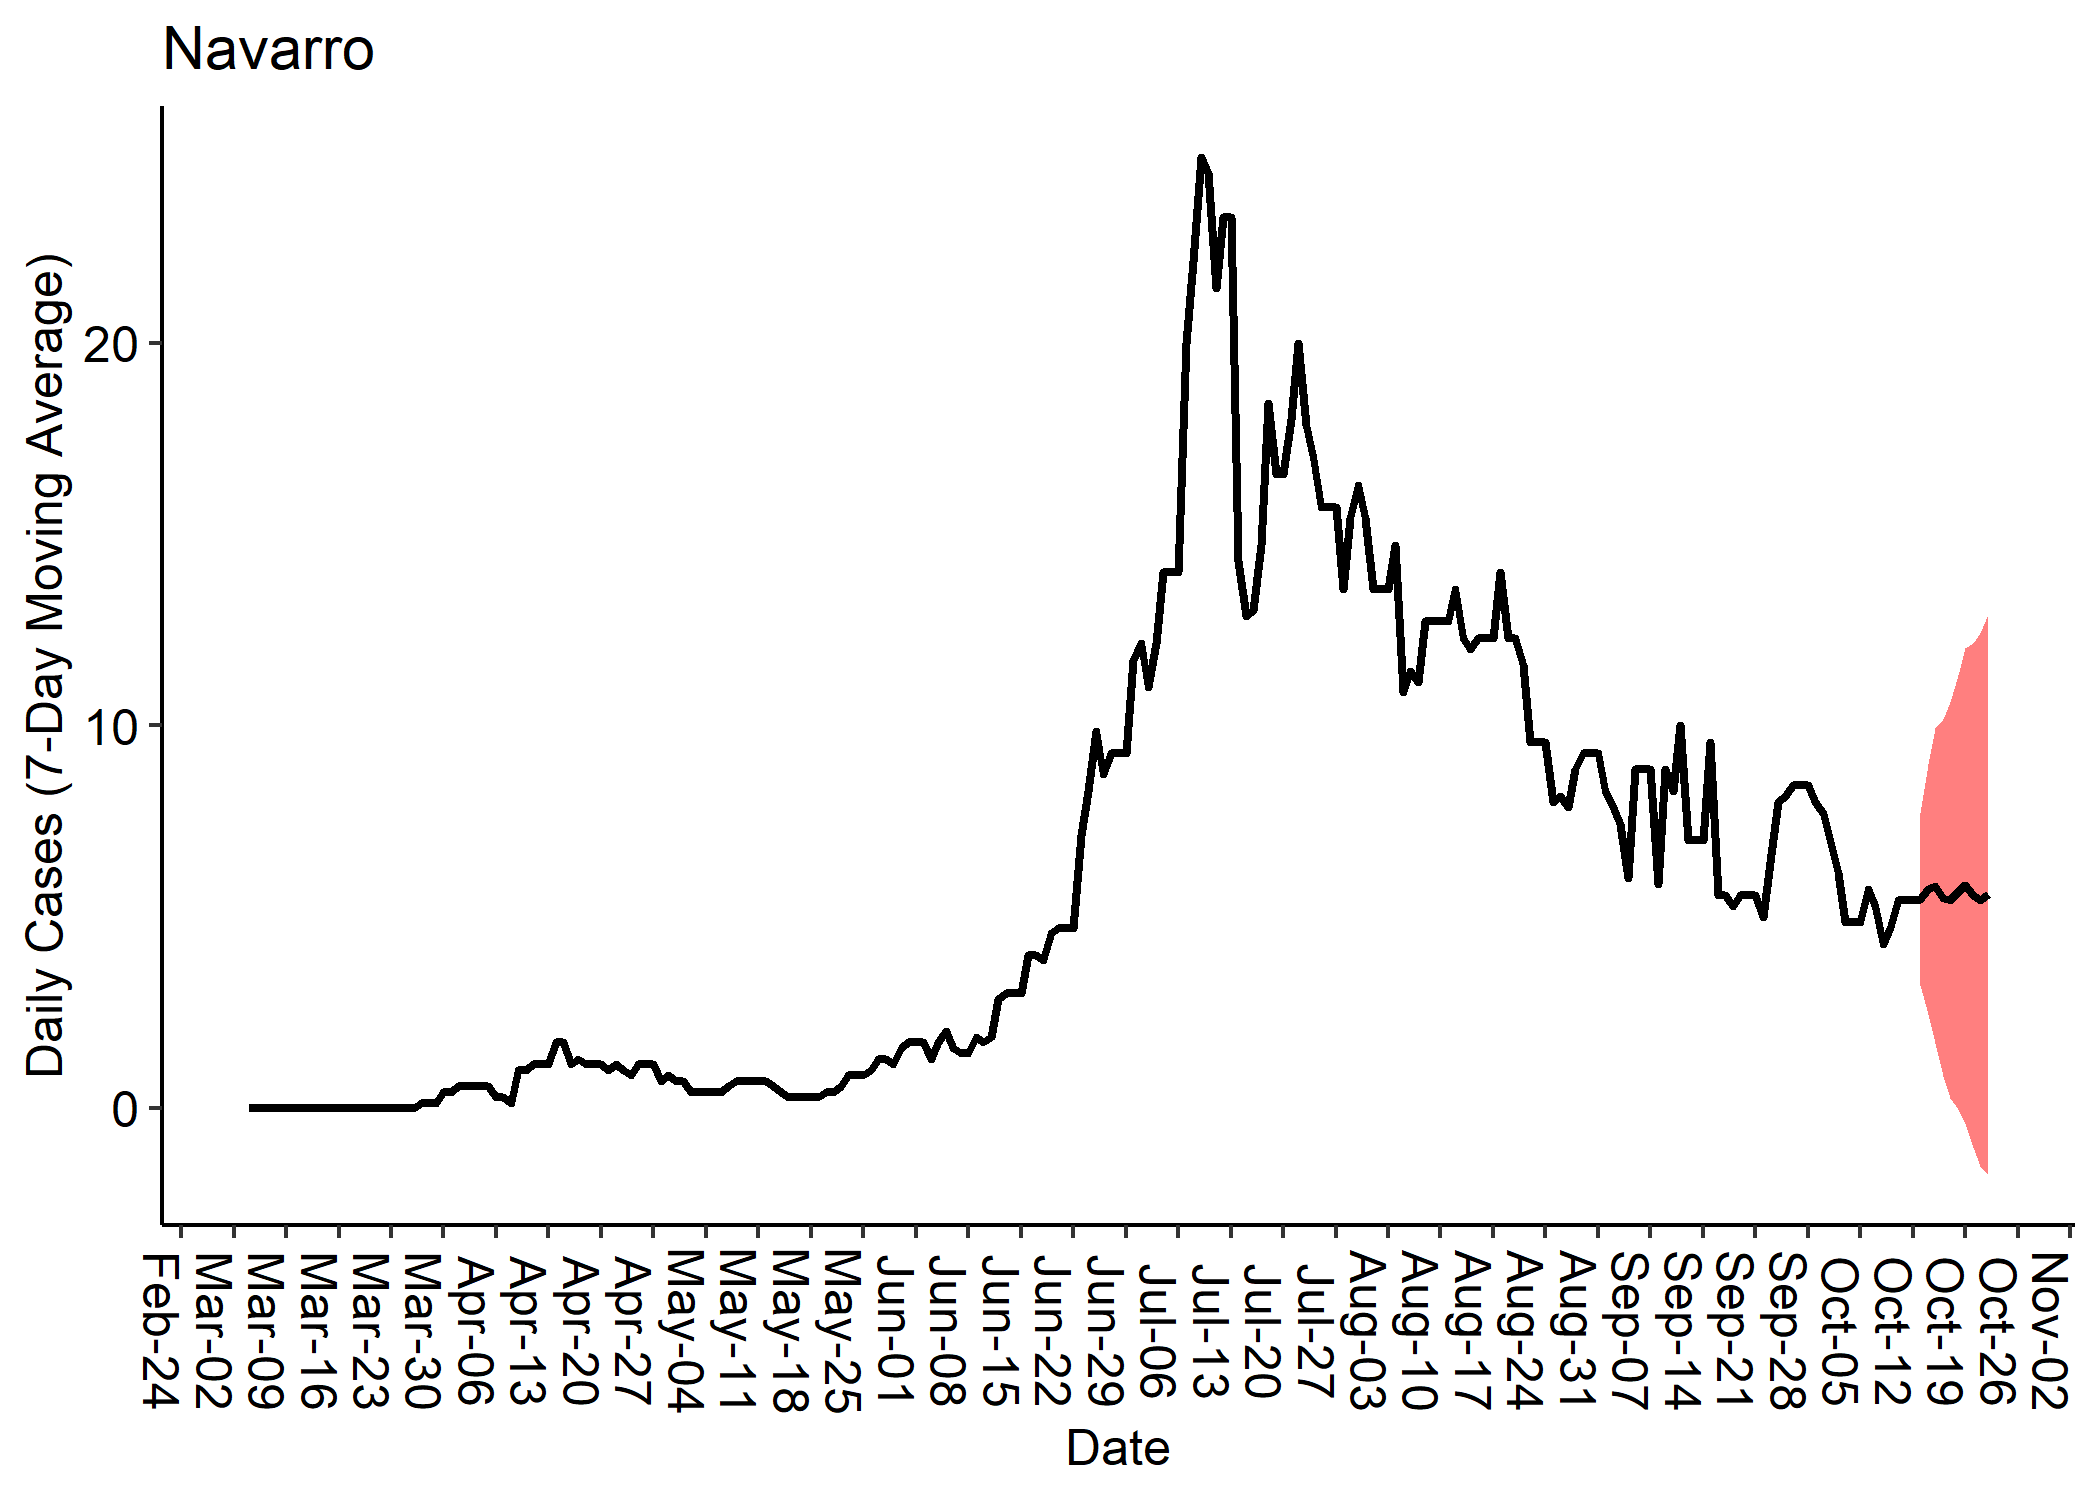 Navarro
Daily Cases (7-Day Moving Average)
20
10
0
Feb-24
Mar-02
Mar-09
Mar-16
Mar-23
Mar-30
Apr-06
Apr-13
Apr-20
Apr-27
May-04
May-11
May-18
May-25
Jun-01
Jun-08
Jun-15
Jun-22
Jun-29
Jul-06
Jul-13
Jul-20
Jul-27
Aug-03
Aug-10
Aug-17
Aug-24
Aug-31
Sep-07
Sep-14
Sep-21
Sep-28
Oct-05
Oct-12
Oct-19
Oct-26
Nov-02
Date